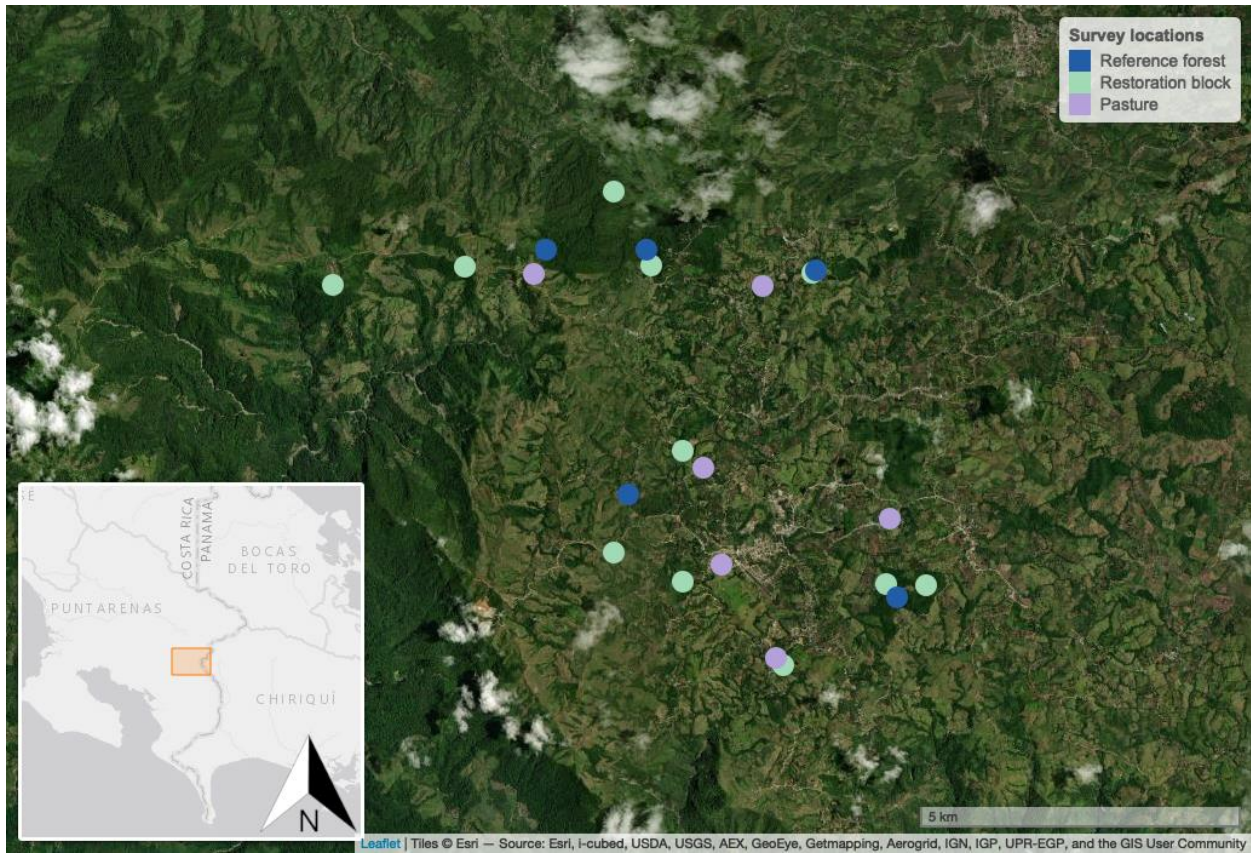 Survey locations
Reference forest
Restoration block
Pasture
SÉ
COSTA RICA
PANAMA
BOCAS
DEL TORO
PUNTARENAS
CHIRIQUÍ
N
5 km
Leaflet | Tiles © Esri — Source: Esri, i-cubed, USDA, USGS, AEX, GeoEye, Getmapping, Aerogrid, IGN, IGP, UPR-EGP, and the GIS User Community